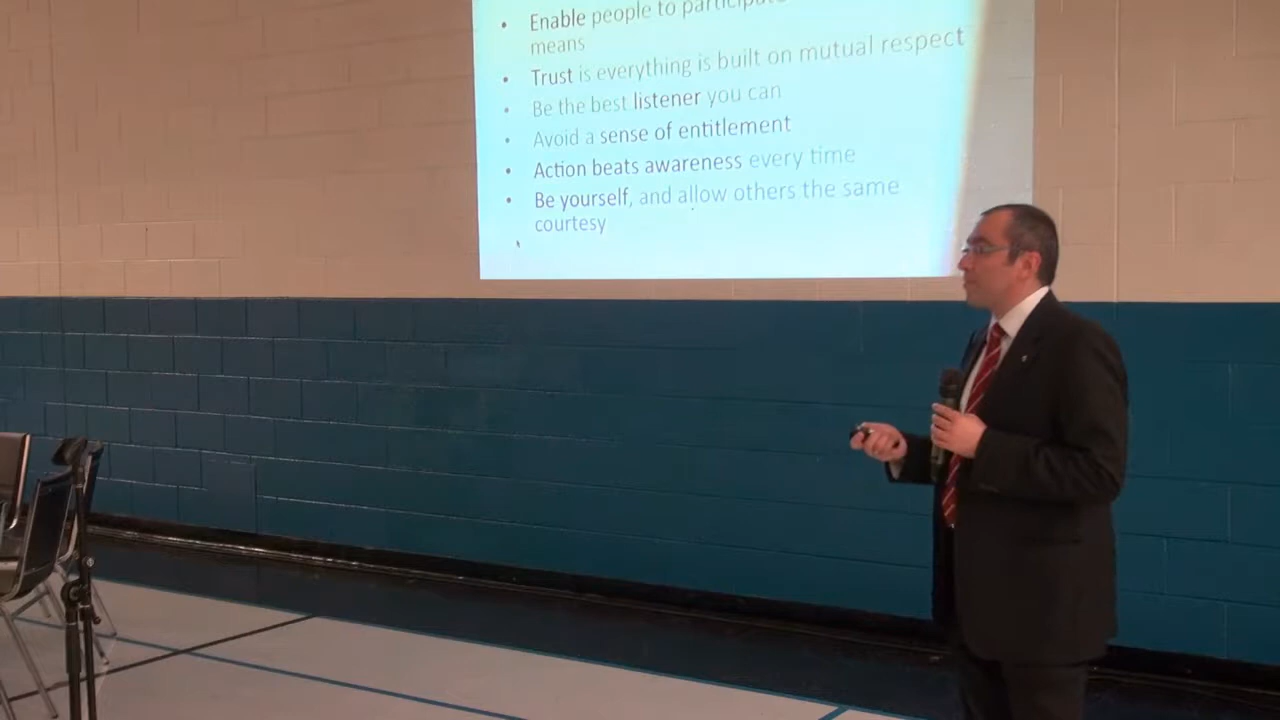 • Enable people to participate
means
• Trust is everything is built on mutual respect
• Be the best listener you can
• Avoid a sense of entitlement
• Action beats awareness every time
• Be yourself, and allow others the same
courtesy